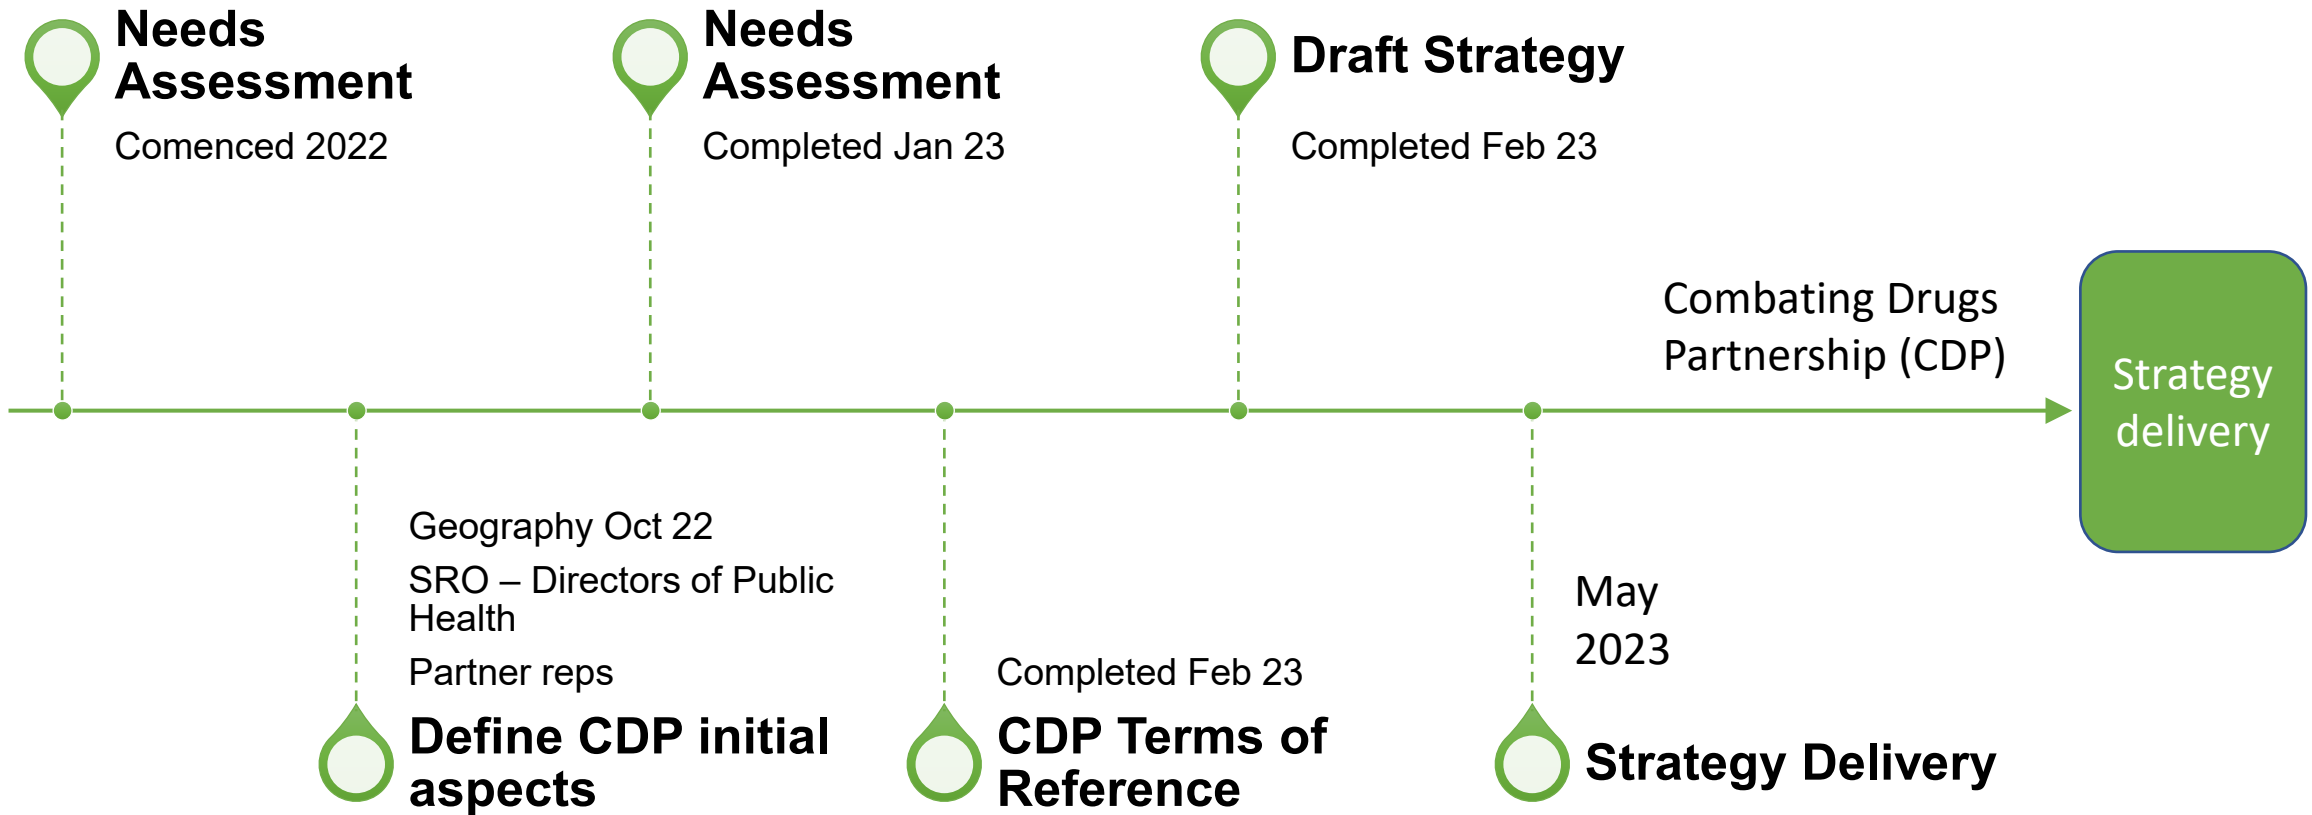 Needs
Assessment
Comenced 2022
Needs
Assessment
Completed Jan 23
Draft Strategy
Completed Feb 23
Combating Drugs
Partnership (CDP)
Strategy
delivery
Geography Oct 22
SRO – Directors of Public
Health
Partner reps
Define CDP initial
aspects
Completed Feb 23
CDP Terms of
Reference
May
2023
Strategy Delivery